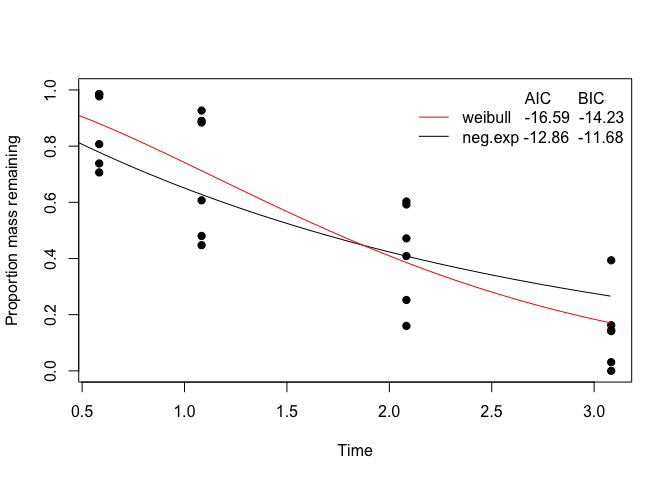 AIC BIC
weibull -16.59 -14.23
neg.exp -12.86 -11.68
Proportion mass remaining
1.0
0.8
0.6
0.4
0.2
0.0
0.5 1.0 1.5 2.0 2.5 3.0
Time